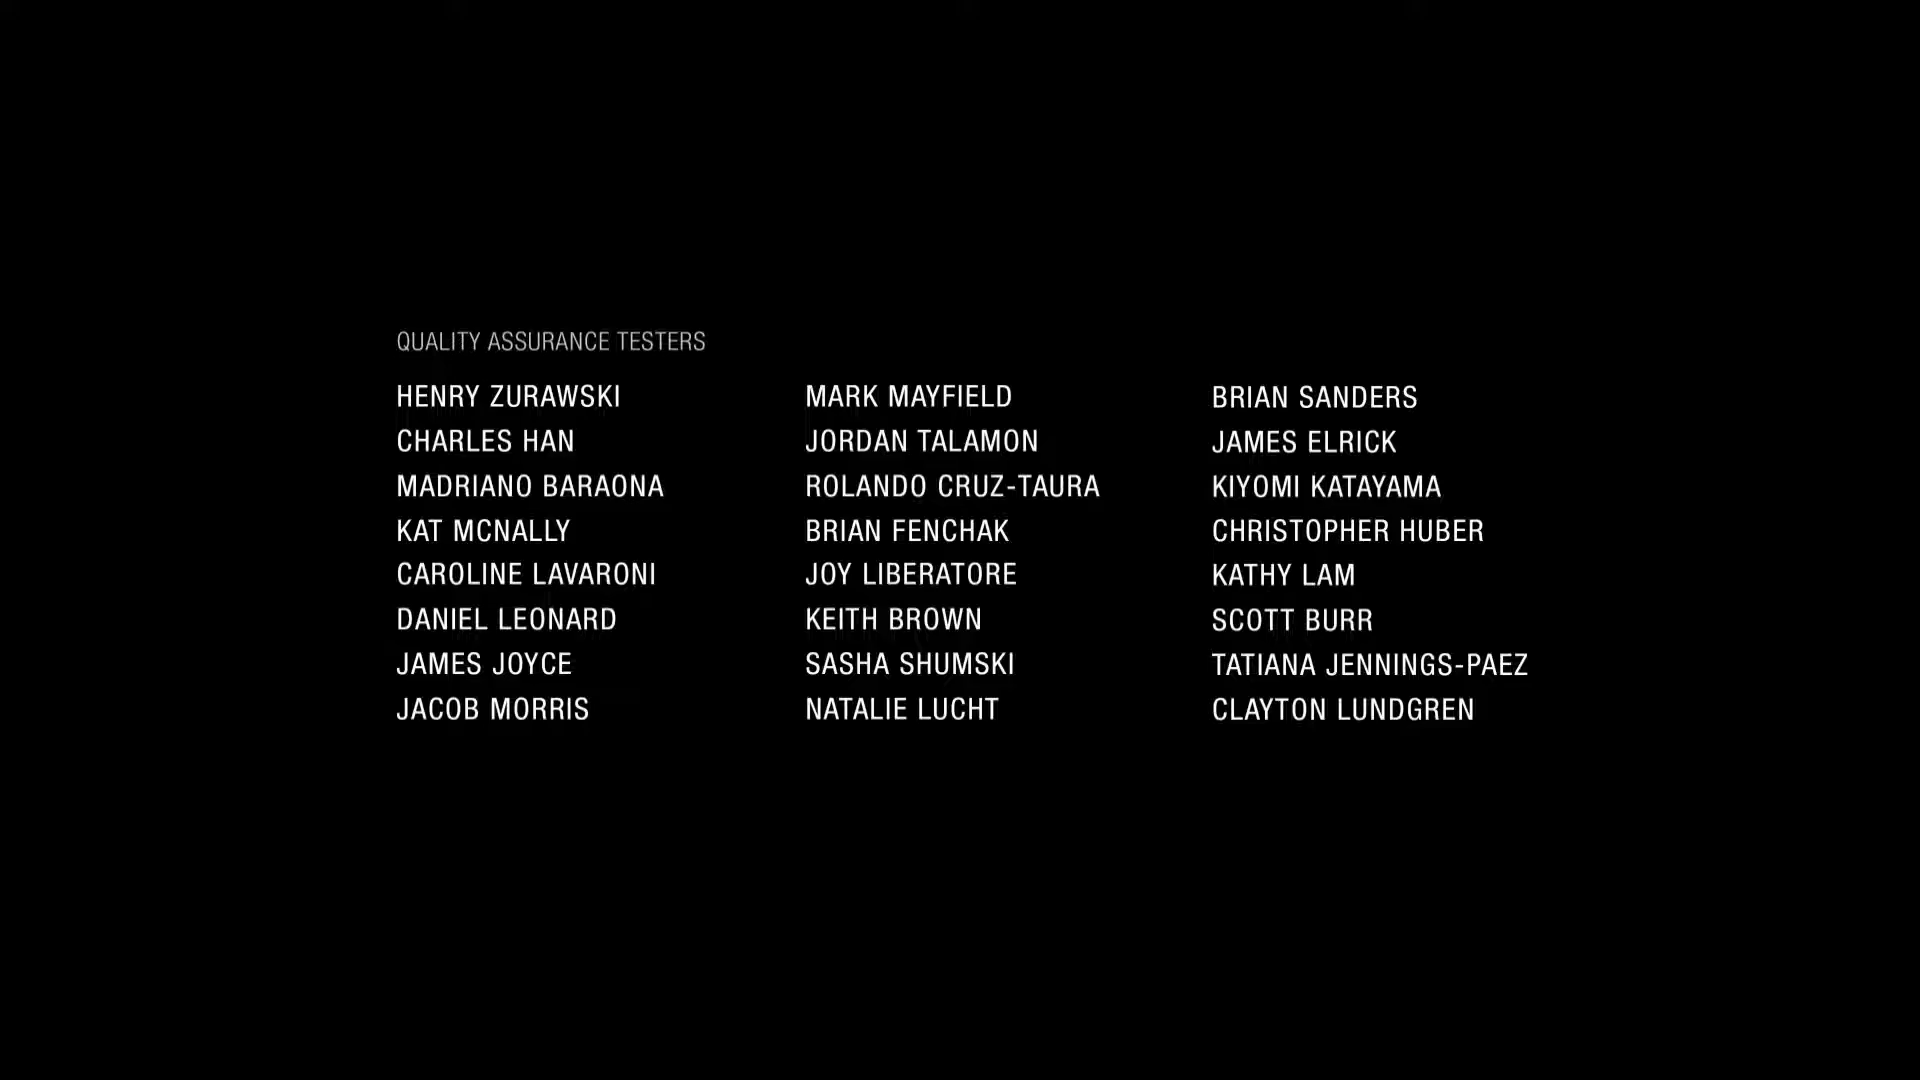 QUALITY ASSURANCE TESTERS
HENRY ZURAWSKI
CHARLES HAN
MADRIANO BARAONA
KAT MCNALLY
CAROLINE LAVARONI
DANIEL LEONARD
JAMES JOYCE
JACOB MORRIS
MARK MAYFIELD
JORDAN TALAMON
ROLANDO CRUZ-TAURA
BRIAN FENCHAK
JOY LIBERATORE
KEITH BROWN
SASHA SHUMSKI
NATALIE LUCHT
BRIAN SANDERS
JAMES ELRICK
KIYOMI KATAYAMA
CHRISTOPHER HUBER
KATHY LAM
SCOTT BURR
TATIANA JENNINGS-PAEZ
CLAYTON LUNDGREN